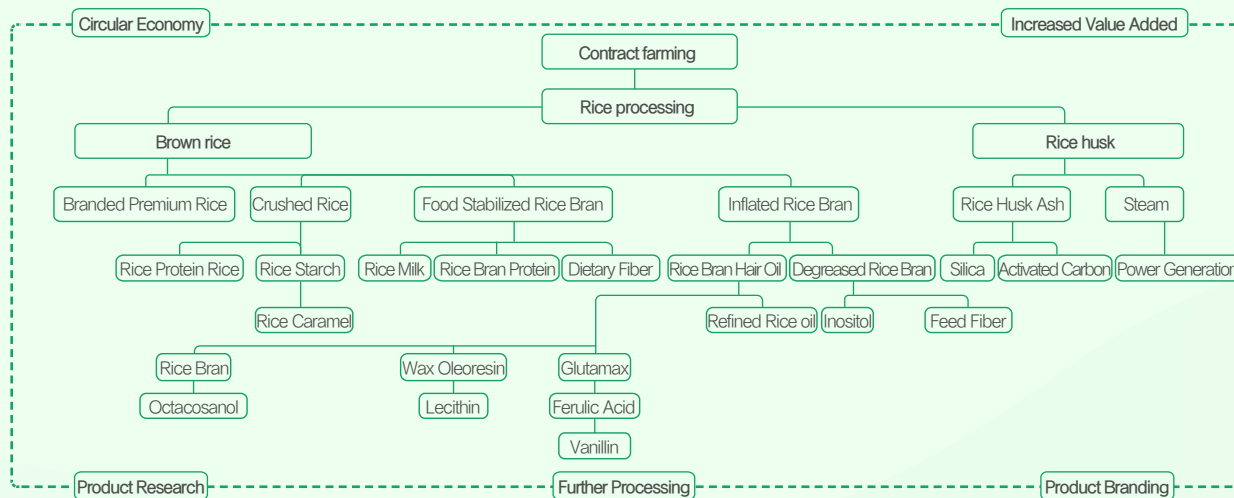 Circular Economy
Increased Value Added
Contract farming
Rice processing
Brown rice
Rice husk
Branded Premium Rice
Crushed Rice
Food Stabilized Rice Bran
Inflated Rice Bran
Rice Husk Ash
Steam
Rice Protein Rice
Rice Starch
Rice Milk
Rice Bran Protein
Dietary Fiber
Rice Bran Hair Oil
Degreased Rice Bran
Silica
Activated Carbon
Power Generation
Rice Caramel
Refined Rice oil
Inositol
Feed Fiber
Rice Bran
Wax Oleoresin
Glutamax
Octacosanol
Lecithin
Ferulic Acid
Vanillin
Product Research
Further Processing
Product Branding